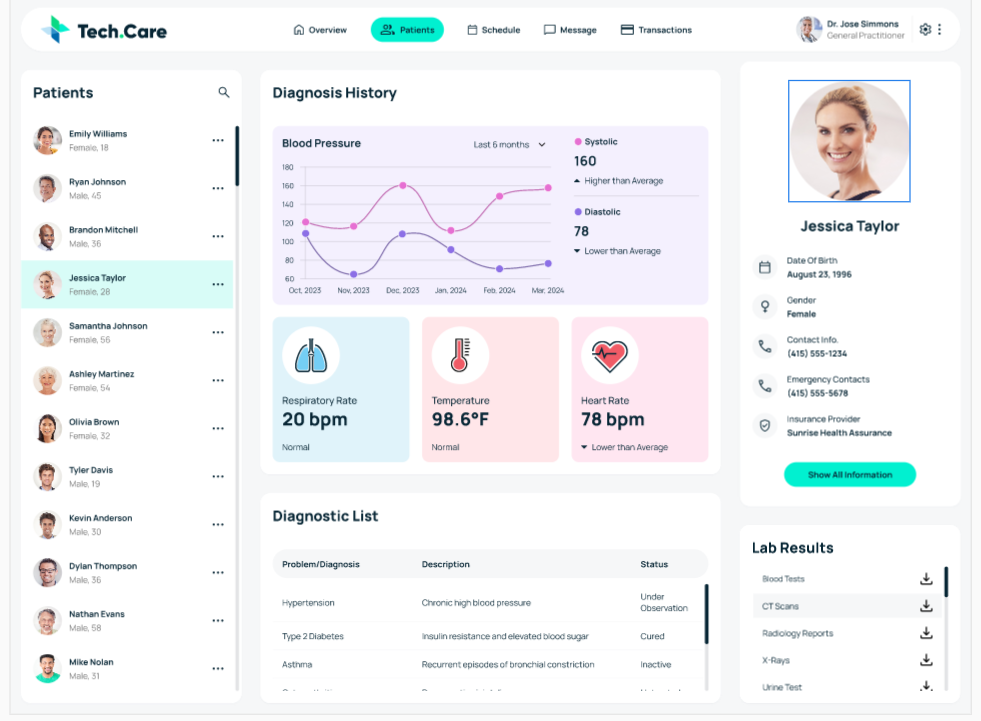 Tech.Care
Overview
Patients
Schedule
Message
Transactions
Dr. Jose Simmons
General Practitioner
Patients
Emily Williams
Female, 18
Ryan Johnson
Male, 45
Brandon Mitchell
Male, 36
Jessica Taylor
Female, 28
Samantha Johnson
Female, 56
Ashley Martinez
Female, 54
Olivia Brown
Female, 32
Tyler Davis
Male, 19
Kevin Anderson
Male, 30
Dylan Thompson
Male, 36
Nathan Evans
Male, 58
Mike Nolan
Male, 31
Diagnosis History
Blood Pressure
Last 6 months
180
160
140
120
100
80
60
Oct, 2023
Nov, 2023
Dec, 2023
Jan, 2024
Feb, 2024
Mar, 2024
Systolic
160
Higher than Average
Diastolic
78
Lower than Average
Respiratory Rate
20 bpm
Normal
Temperature
98.6°F
Normal
Heart Rate
78 bpm
Lower than Average
Diagnostic List
Problem/Diagnosis Description Status
Hypertension Chronic high blood pressure Under
Observation
Type 2 Diabetes Insulin resistance and elevated blood sugar Cured
Asthma Recurrent episodes of bronchial constriction Inactive
Jessica Taylor
Date Of Birth
August 23, 1996
Gender
Female
Contact Info.
(415) 555-1234
Emergency Contacts
(415) 555-5678
Insurance Provider
Sunrise Health Assurance
Show All Information
Lab Results
Blood Tests
CT Scans
Radiology Reports
X-Rays
Urine Test